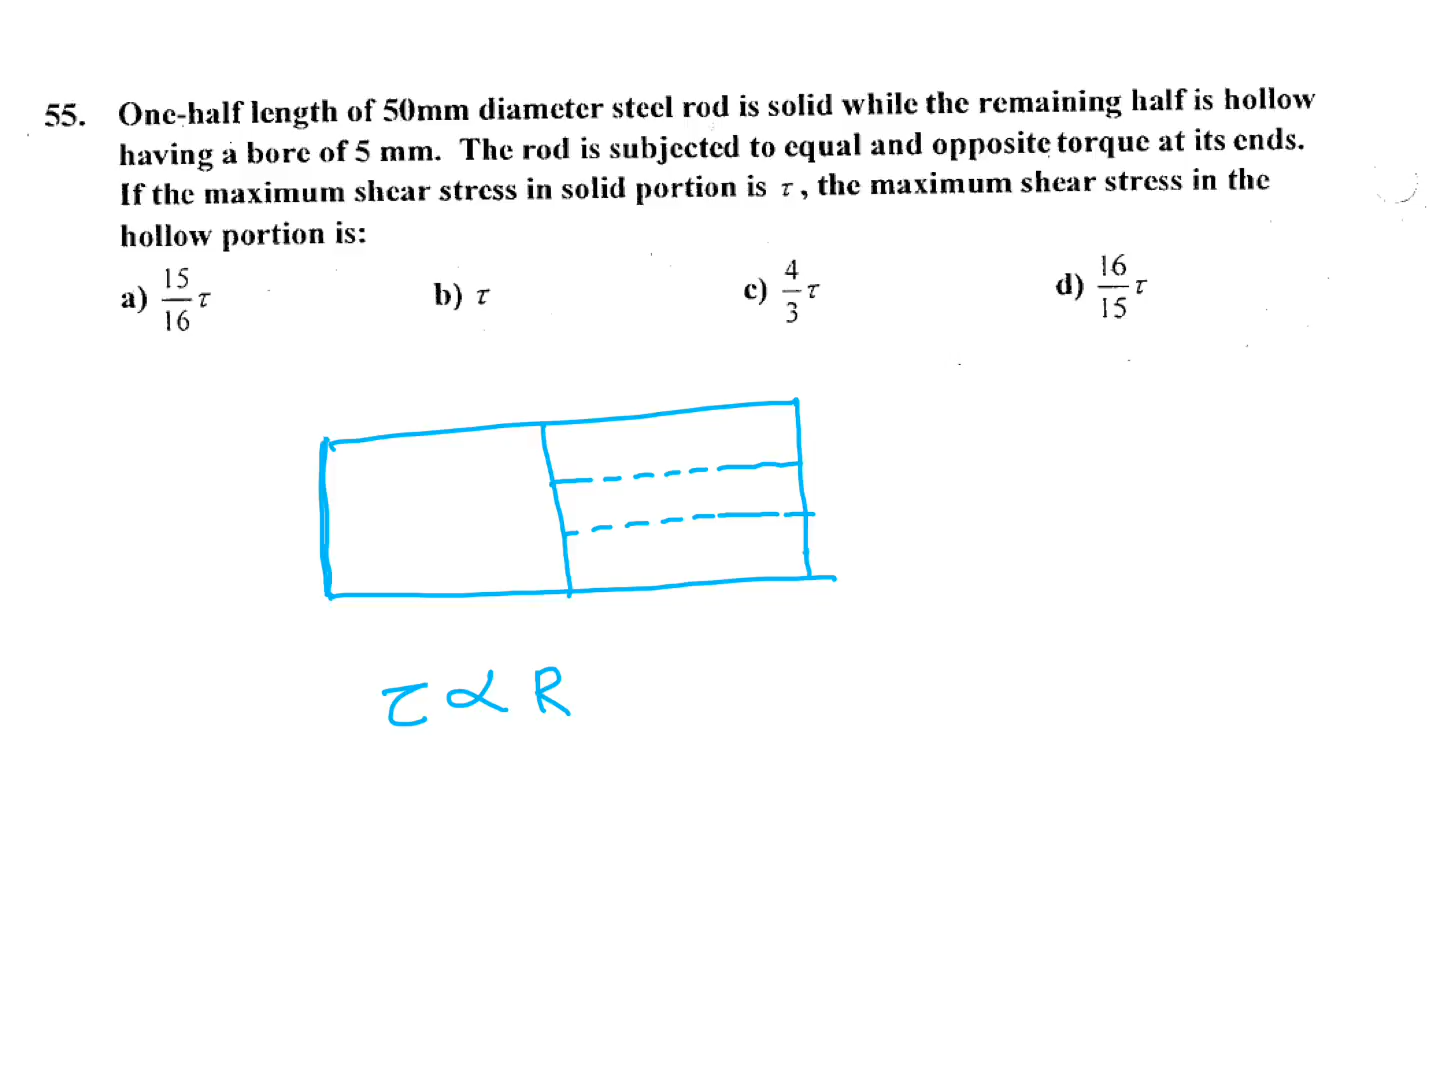 55. One-half length of 50mm diameter steel rod is solid while the remaining half is hollow
having a bore of 5 mm. The rod is subjected to equal and opposite torque at its ends.
If the maximum shear stress in solid portion is τ, the maximum shear stress in the
hollow portion is:
a) 15/16 τ b) τ c) 4/3 τ d) 16/15 τ
τ α R